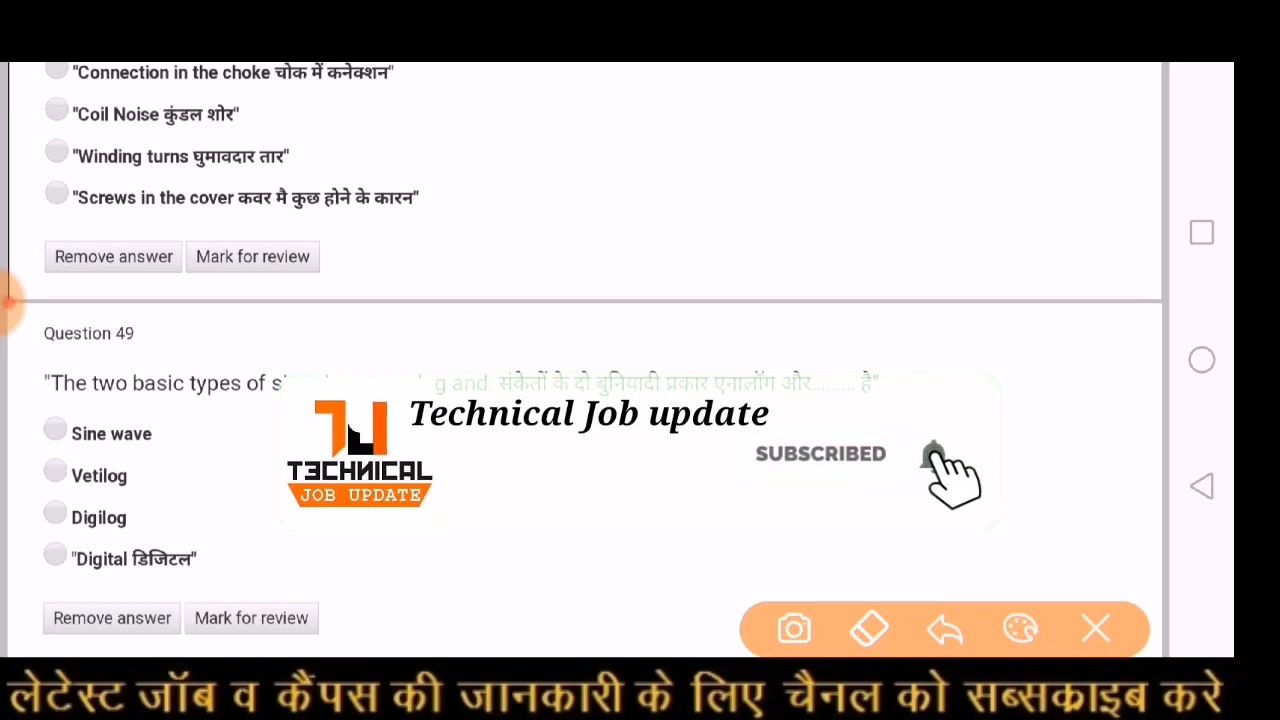 "Connection in the choke चोक में कनेक्शन"
"Coil Noise कुंडल शोर"
"Winding turns घुमावदार तार"
"Screws in the cover कवर मै कुछ होने के कारन"
Remove answer Mark for review
Question 49
"The two basic types of g and: संकेतों के दो बुनियादी प्रकार एनालॉग और........ है"
Technical Job update
Sine wave
SUBSCRIBED
Vetilog
TECHNICAL
JOB UPDATE
Digilog
"Digital डिजिटल"
Remove answer Mark for review
लेटेस्ट जॉब व कैंपस की जानकारी के लिए चैनल को सब्सक्राइब करे